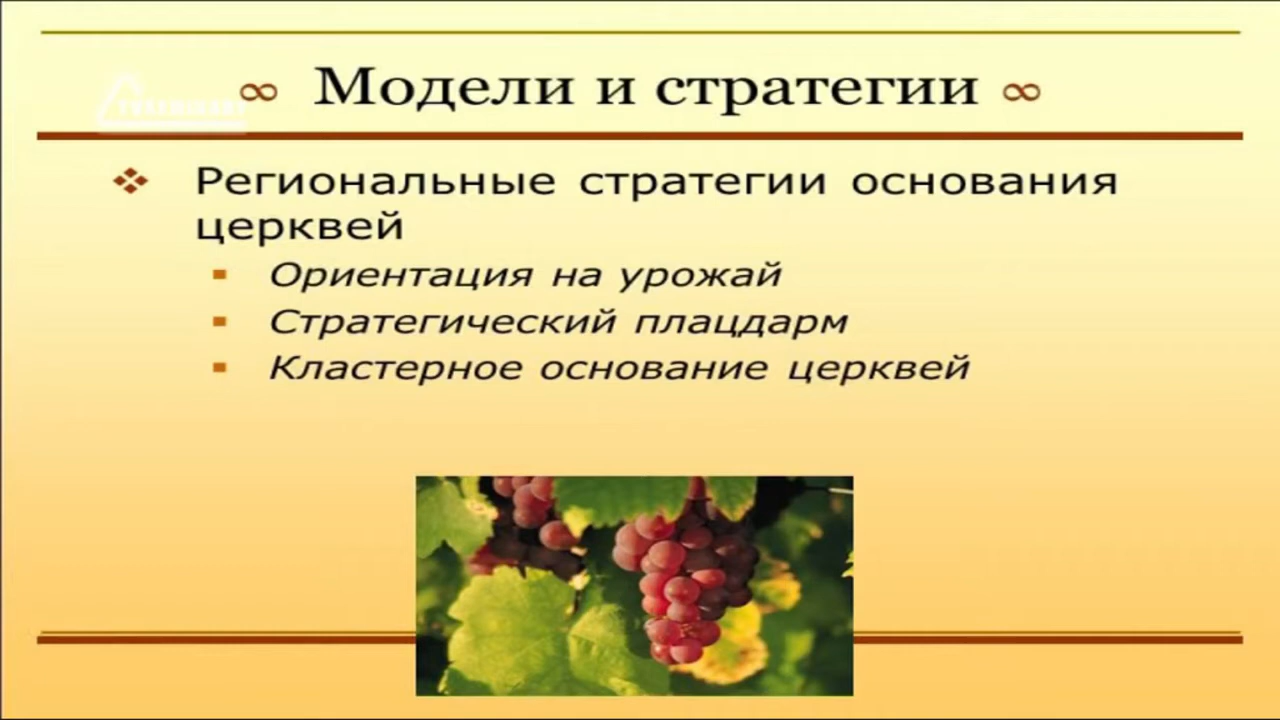 ∞ Модели и стратегии ∞
Региональные стратегии основания
церквей
Ориентация на урожай
Стратегический плацдарм
Кластерное основание церквей